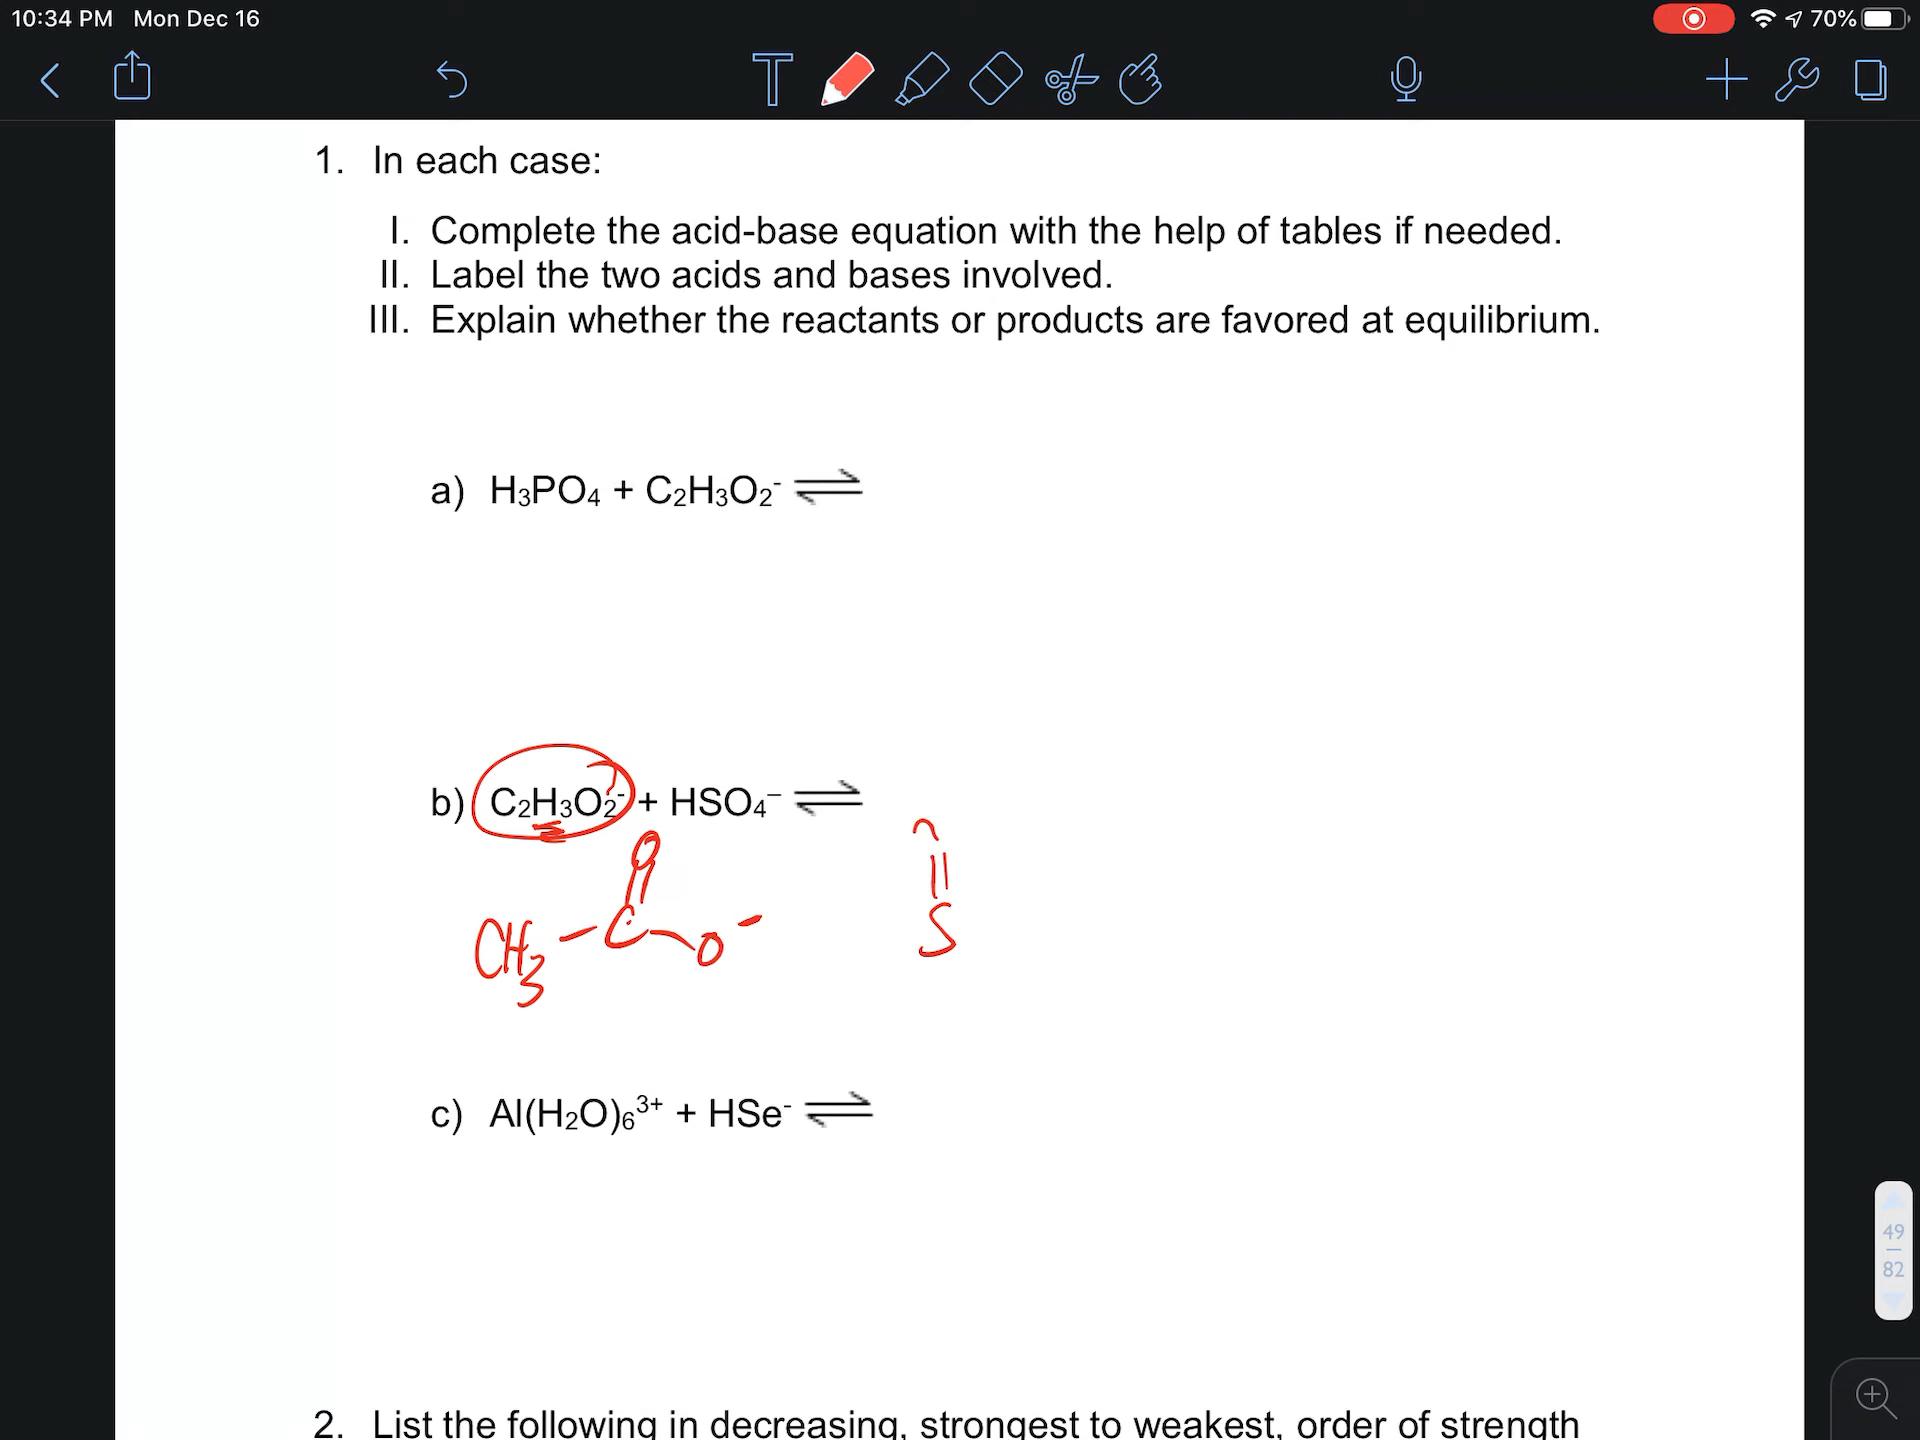 10:34 PM Mon Dec 16 70%
1. In each case:
I. Complete the acid-base equation with the help of tables if needed.
II. Label the two acids and bases involved.
III. Explain whether the reactants or products are favored at equilibrium.
a) H₃PO₄ + C₂H₃O₂⁻ ⇌
b) C₂H₃O₂⁻ + HSO₄⁻ ⇌
O
CH₃ - C - O⁻
S
c) Al(H₂O)₆³⁺ + HSe⁻ ⇌
49
82
2. List the following in decreasing, strongest to weakest, order of strength